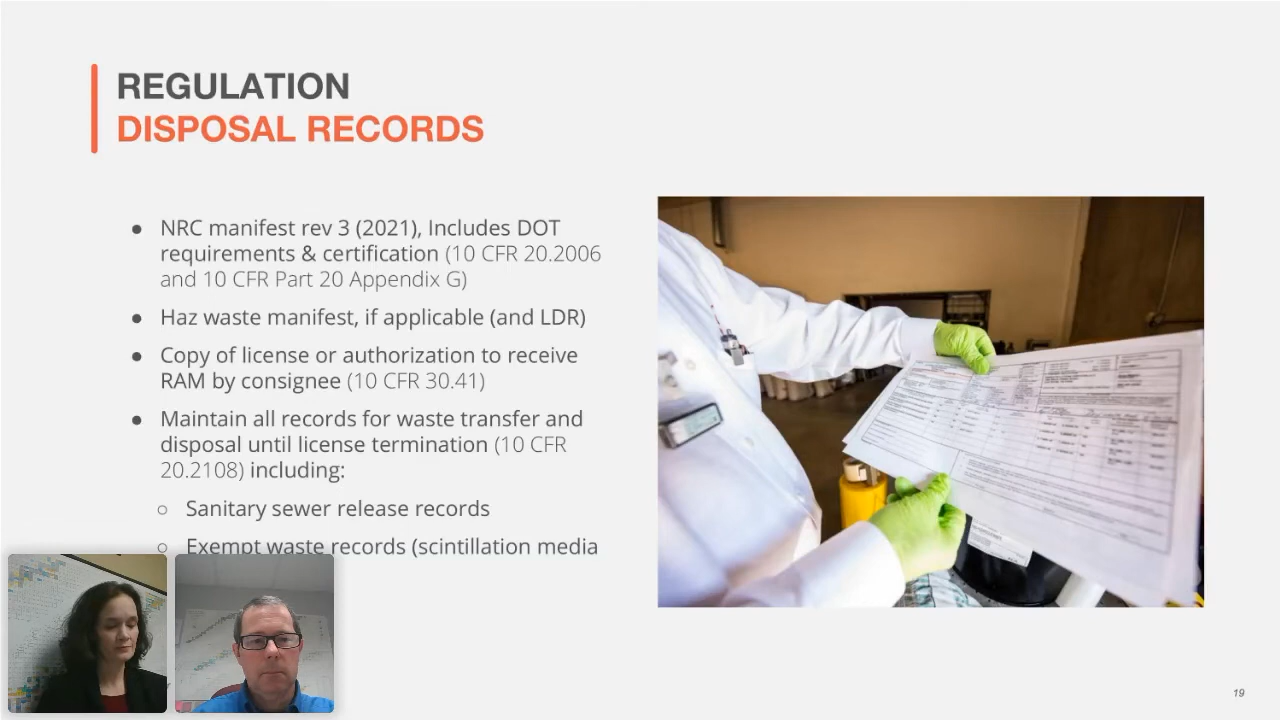 REGULATION
DISPOSAL RECORDS
● NRC manifest rev 3 (2021), Includes DOT
requirements & certification (10 CFR 20.2006
and 10 CFR Part 20 Appendix G)
● Haz waste manifest, if applicable (and LDR)
● Copy of license or authorization to receive
RAM by consignee (10 CFR 30.41)
● Maintain all records for waste transfer and
disposal until license termination (10 CFR
20.2108) including:
○ Sanitary sewer release records
○ Exempt waste records (scintillation media
19